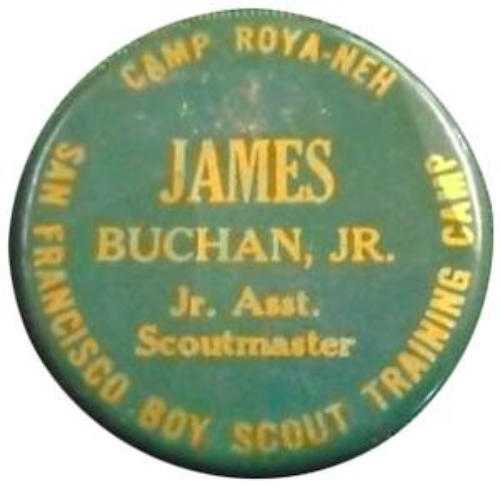 CAMP ROYA-NEH
JAMES
BUCHAN, JR.
Jr. Asst.
Scoutmaster
SAN FRANCISCO BOY SCOUT TRAINING CAMP